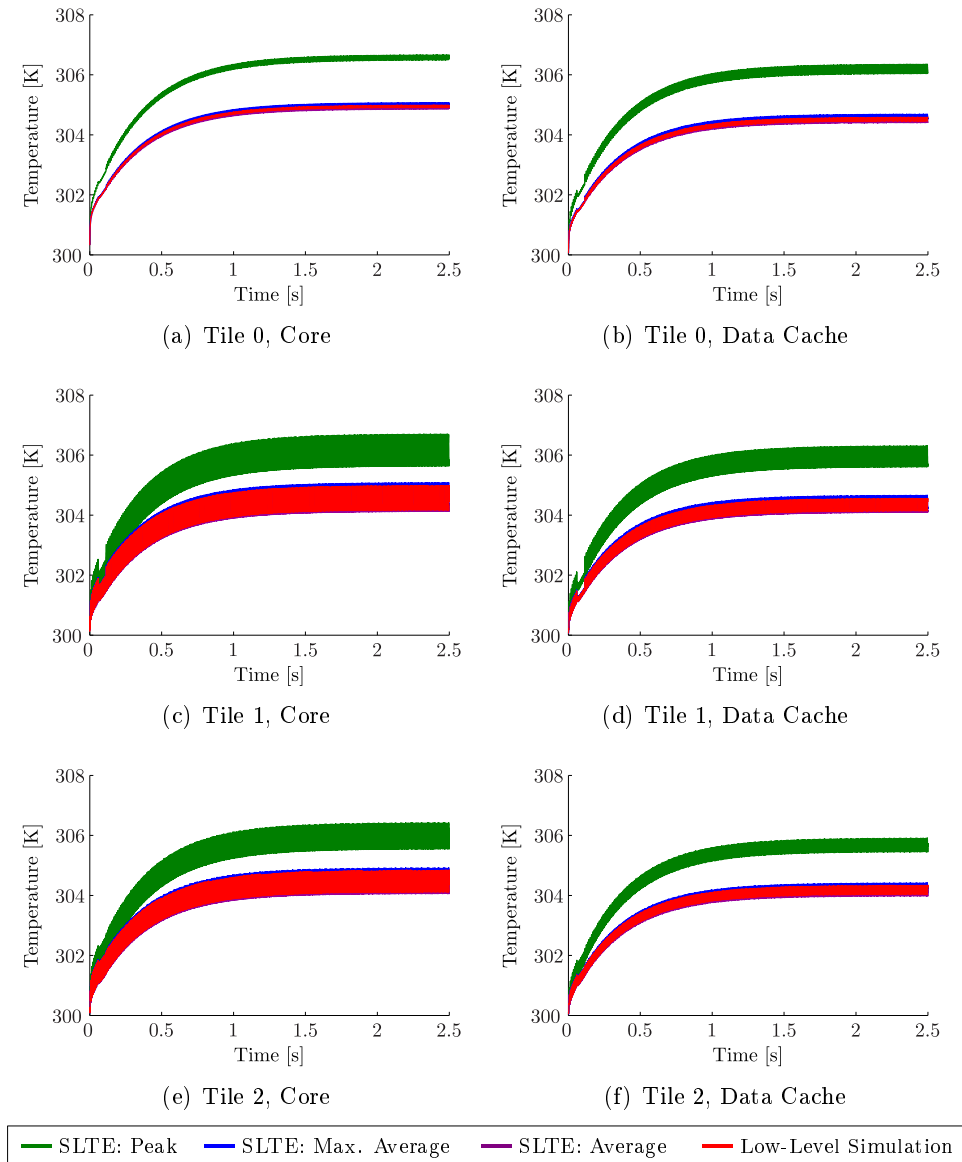 308
306
304
302
300
Temperature [K]
0 0.5 1 1.5 2 2.5
Time [s]
(a) Tile 0, Core
308
306
304
302
300
Temperature [K]
0 0.5 1 1.5 2 2.5
Time [s]
(b) Tile 0, Data Cache
308
306
304
302
300
Temperature [K]
0 0.5 1 1.5 2 2.5
Time [s]
(c) Tile 1, Core
308
306
304
302
300
Temperature [K]
0 0.5 1 1.5 2 2.5
Time [s]
(d) Tile 1, Data Cache
308
306
304
302
300
Temperature [K]
0 0.5 1 1.5 2 2.5
Time [s]
(e) Tile 2, Core
308
306
304
302
300
Temperature [K]
0 0.5 1 1.5 2 2.5
Time [s]
(f) Tile 2, Data Cache
SLTE: Peak SLTE: Max. Average SLTE: Average Low-Level Simulation